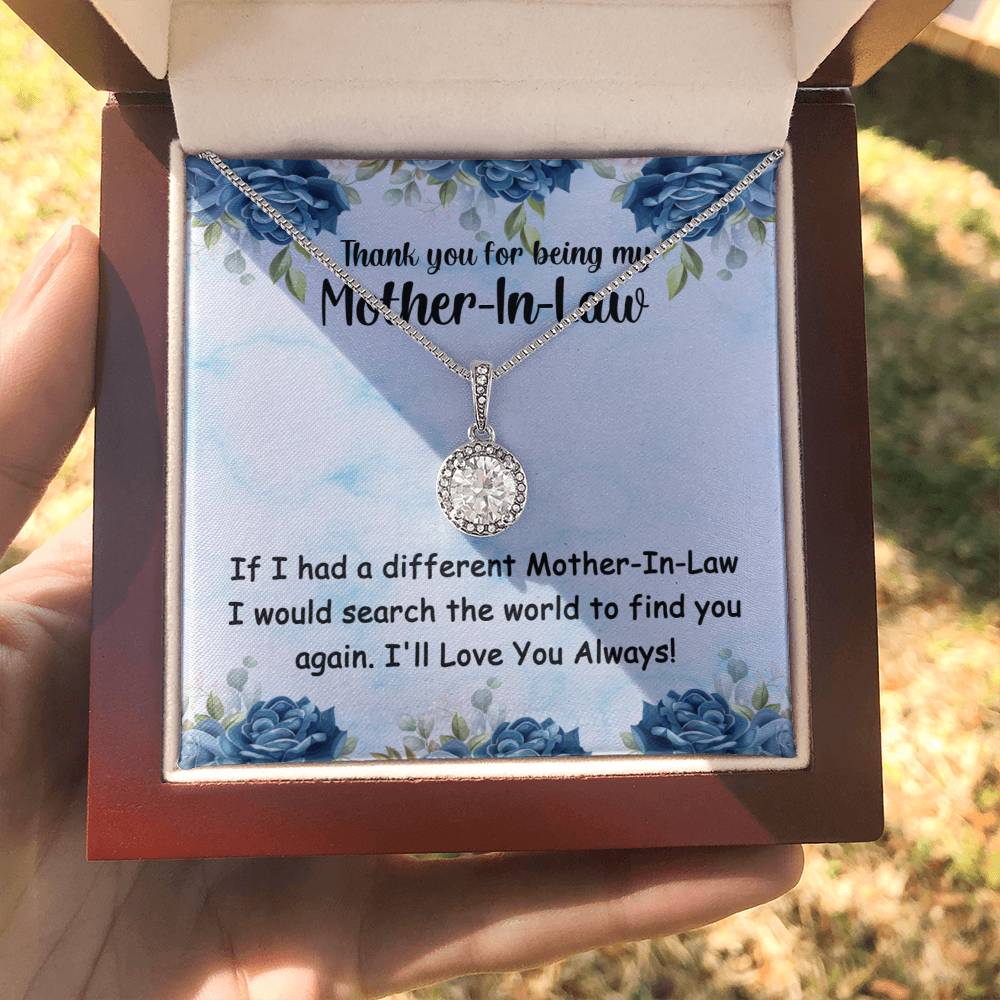 Thank you for being my
Mother-In-Law
If I had a different Mother-In-Law
I would search the world to find you
again. I'll Love You Always!